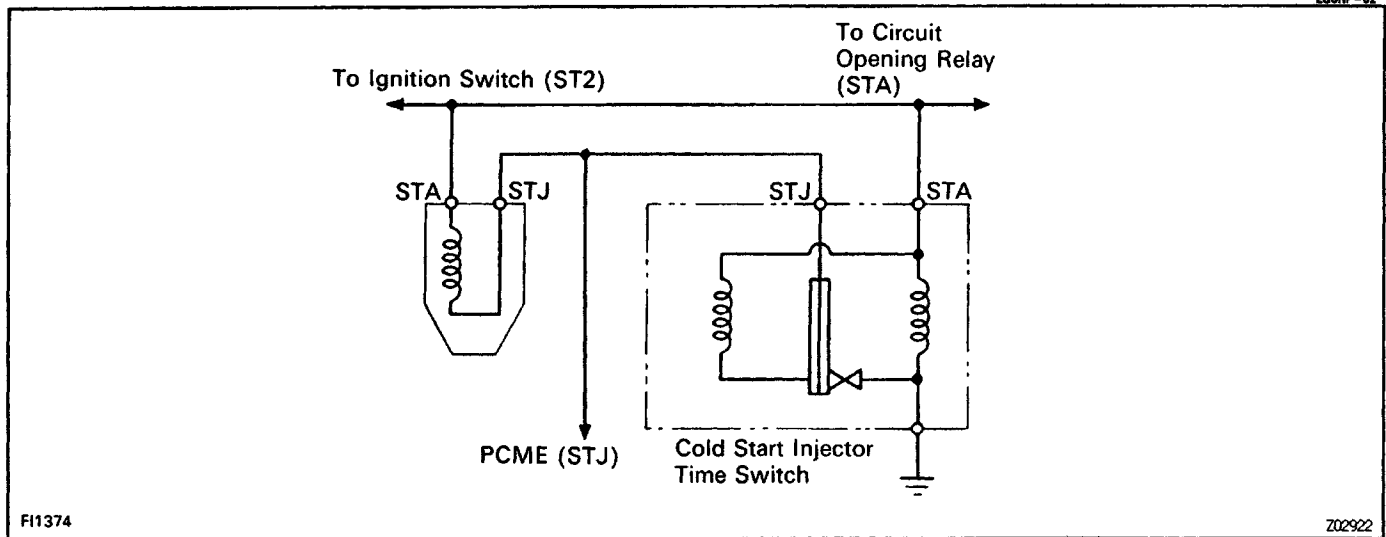 To Circuit
Opening Relay
(STA)
To Ignition Switch (ST2)
STA
STJ
STJ
STA
PCME (STJ)
Cold Start Injector
Time Switch
FI1374
Z02922